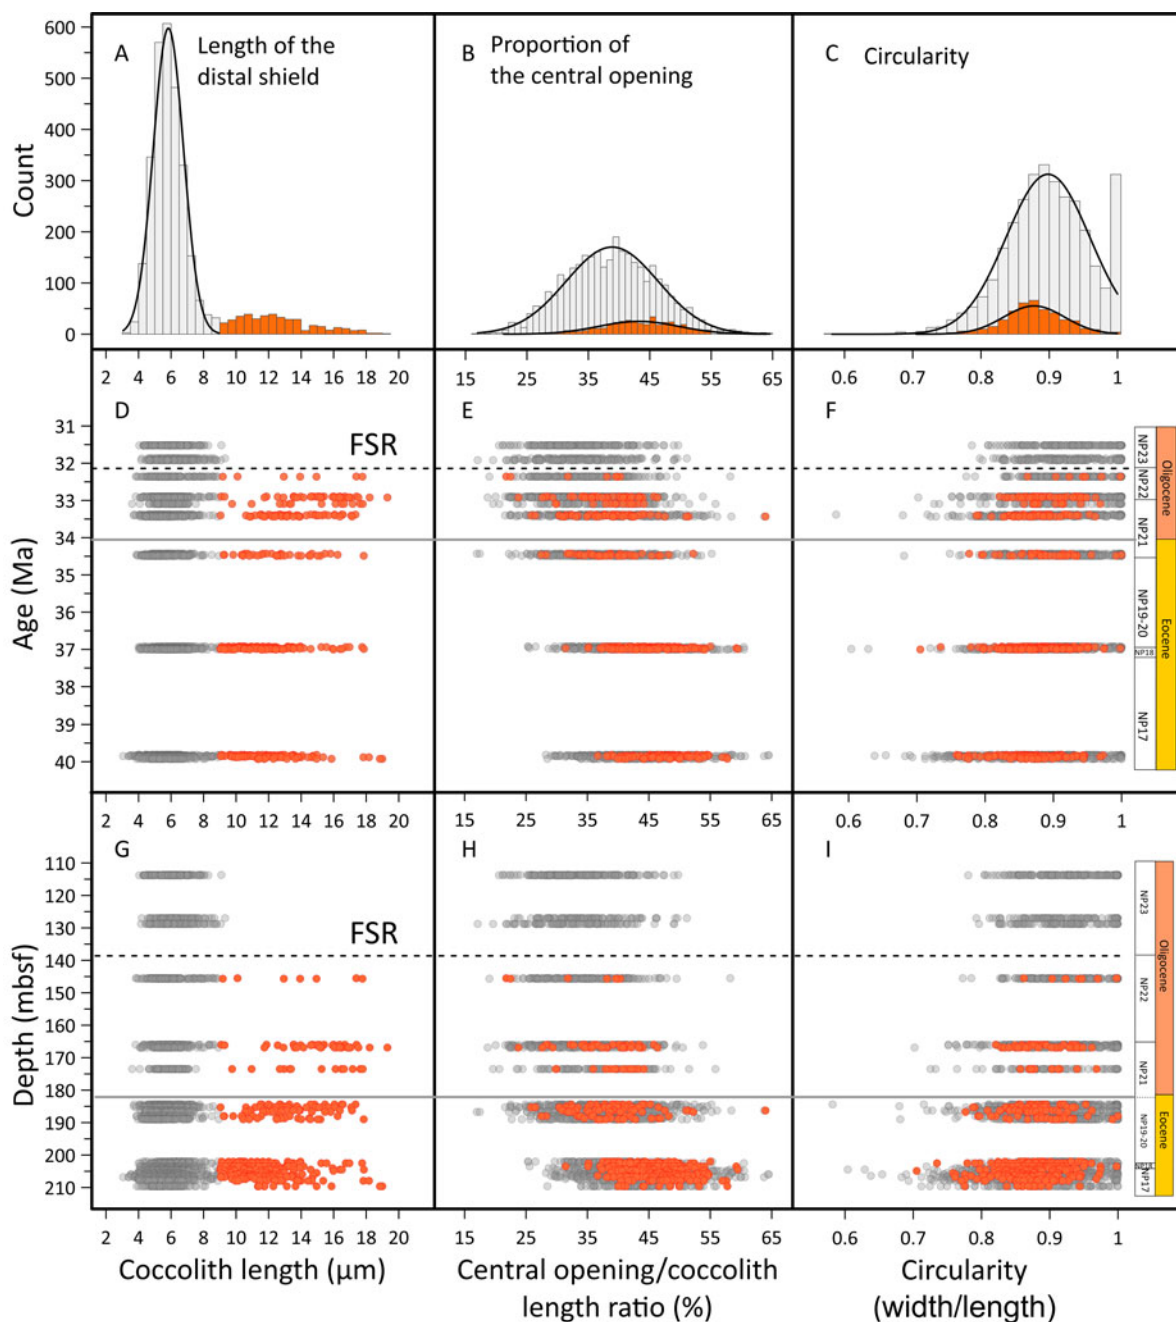 A
Length of the
distal shield
B
Proportion of
the central opening
C
Circularity
Count
600
500
400
300
200
100
0
2 4 6 8 10 12 14 16 18 20
15 25 35 45 55 65
0.6 0.7 0.8 0.9 1
D
E
F
FSR
Age (Ma)
31
32
33
34
35
36
37
38
39
40
NP23
NP22
NP21
NP19-20
NP18
NP17
Oligocene
Eocene
2 4 6 8 10 12 14 16 18 20
15 25 35 45 55 65
0.6 0.7 0.8 0.9 1
G
H
I
FSR
Depth (mbsf)
110
120
130
140
150
160
170
180
190
200
210
NP23
NP22
NP21
NP19-20
NP17
Oligocene
Eocene
2 4 6 8 10 12 14 16 18 20
15 25 35 45 55 65
0.6 0.7 0.8 0.9 1
Coccolith length (µm)
Central opening/coccolith
length ratio (%)
Circularity
(width/length)